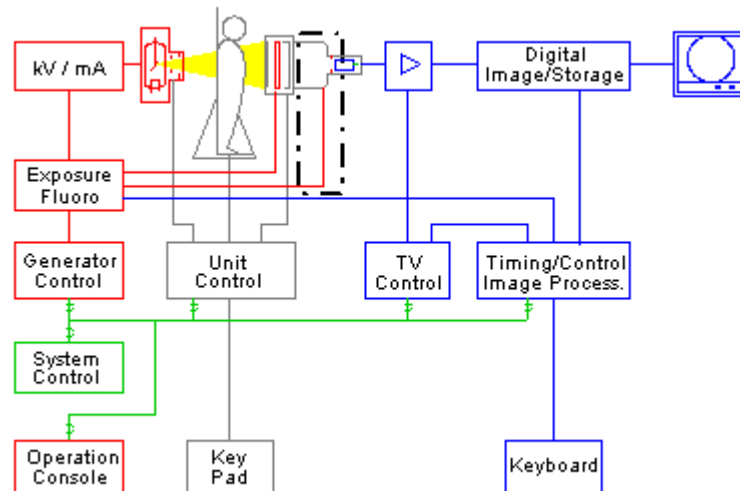 kV / mA
Digital
Image/Storage
Exposure
Fluoro
Generator
Control
Unit
Control
TV
Control
Timing/Control
Image Process.
System
Control
Operation
Console
Key
Pad
Keyboard